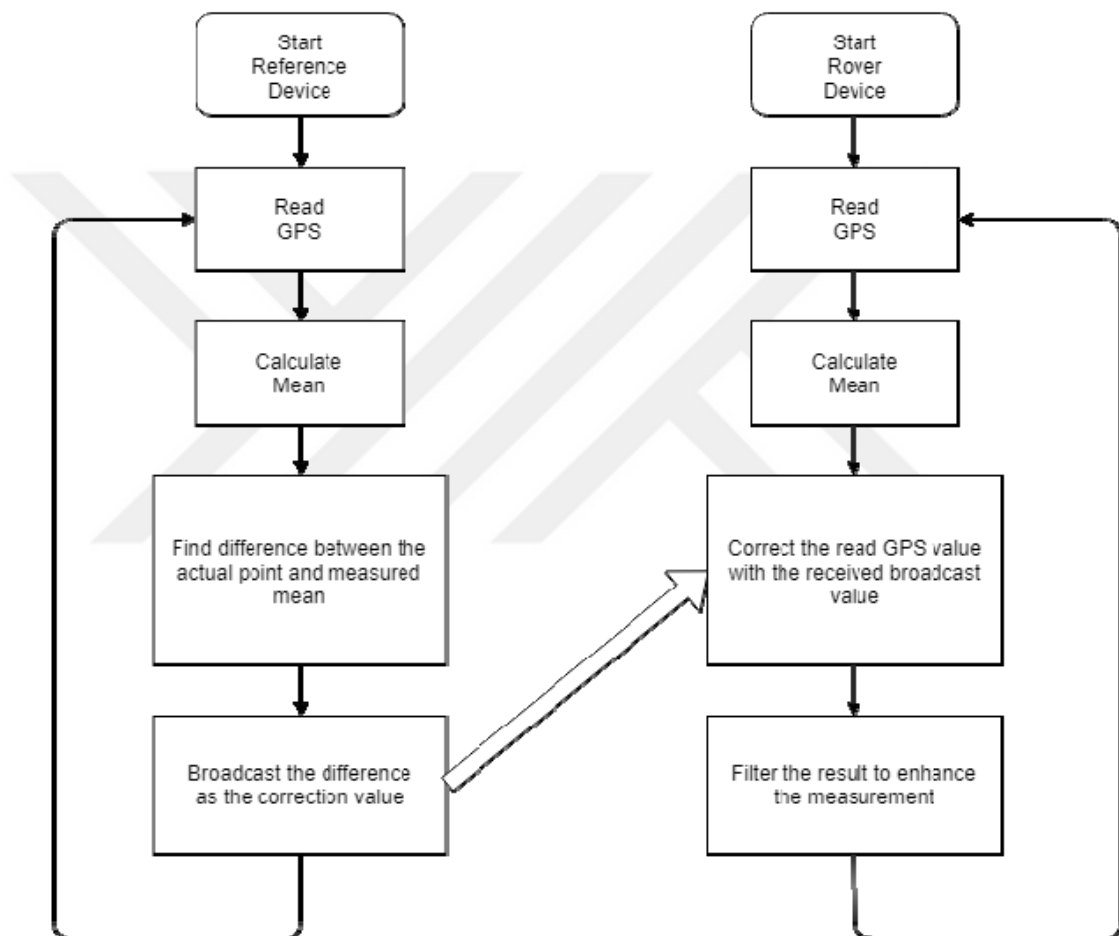 Start
Reference
Device
Read
GPS
Calculate
Mean
Find difference between the
actual point and measured
mean
Broadcast the difference
as the correction value
Start
Rover
Device
Read
GPS
Calculate
Mean
Correct the read GPS value
with the received broadcast
value
Filter the result to enhance
the measurement